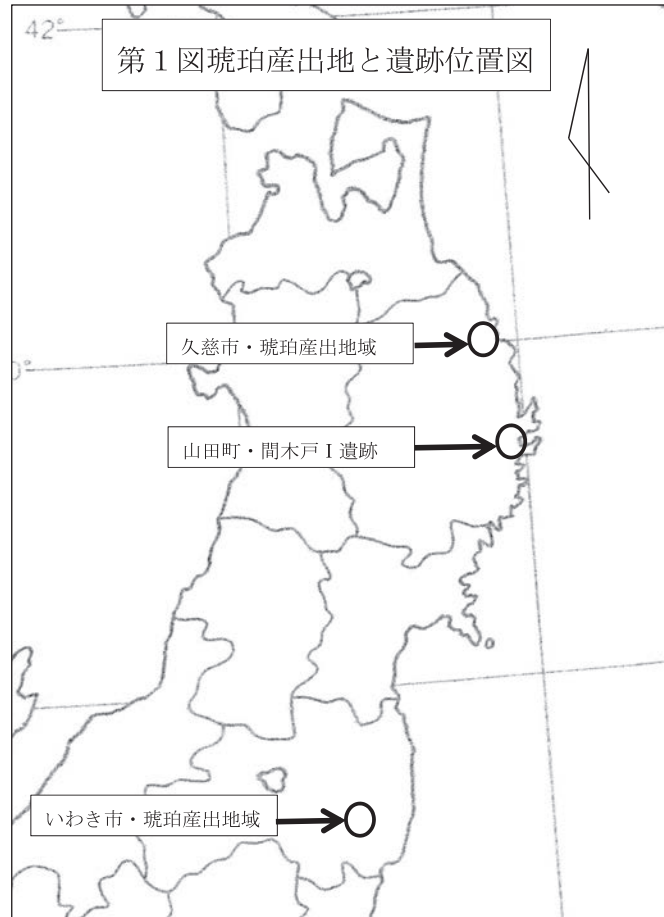 42°
第1図琥珀産出地と遺跡位置図
久慈市・琥珀産出地域
0°
山田町・間木戸Ⅰ遺跡
いわき市・琥珀産出地域